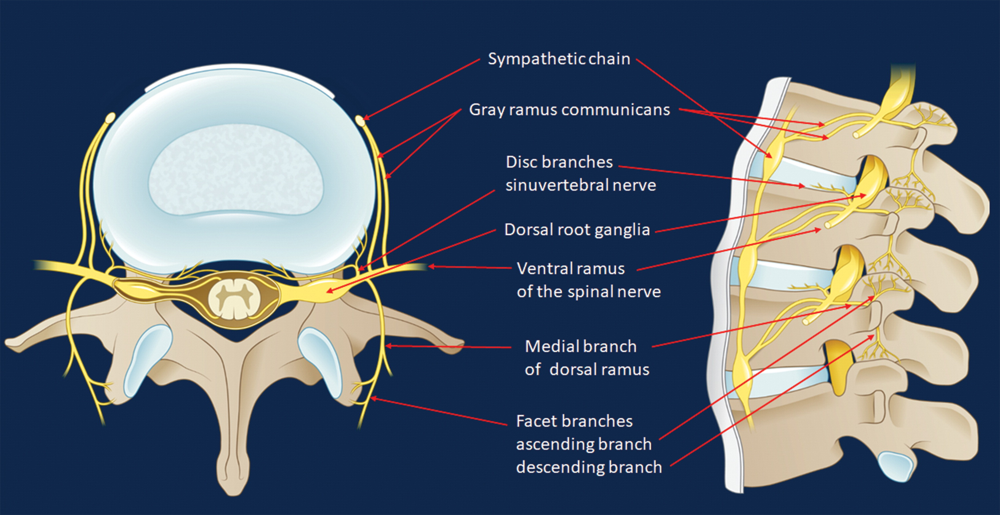 Sympathetic chain
Gray ramus communicans
Disc branches
sinuvertebral nerve
Dorsal root ganglia
Ventral ramus
of the spinal nerve
Medial branch
of dorsal ramus
Facet branches
ascending branch
descending branch